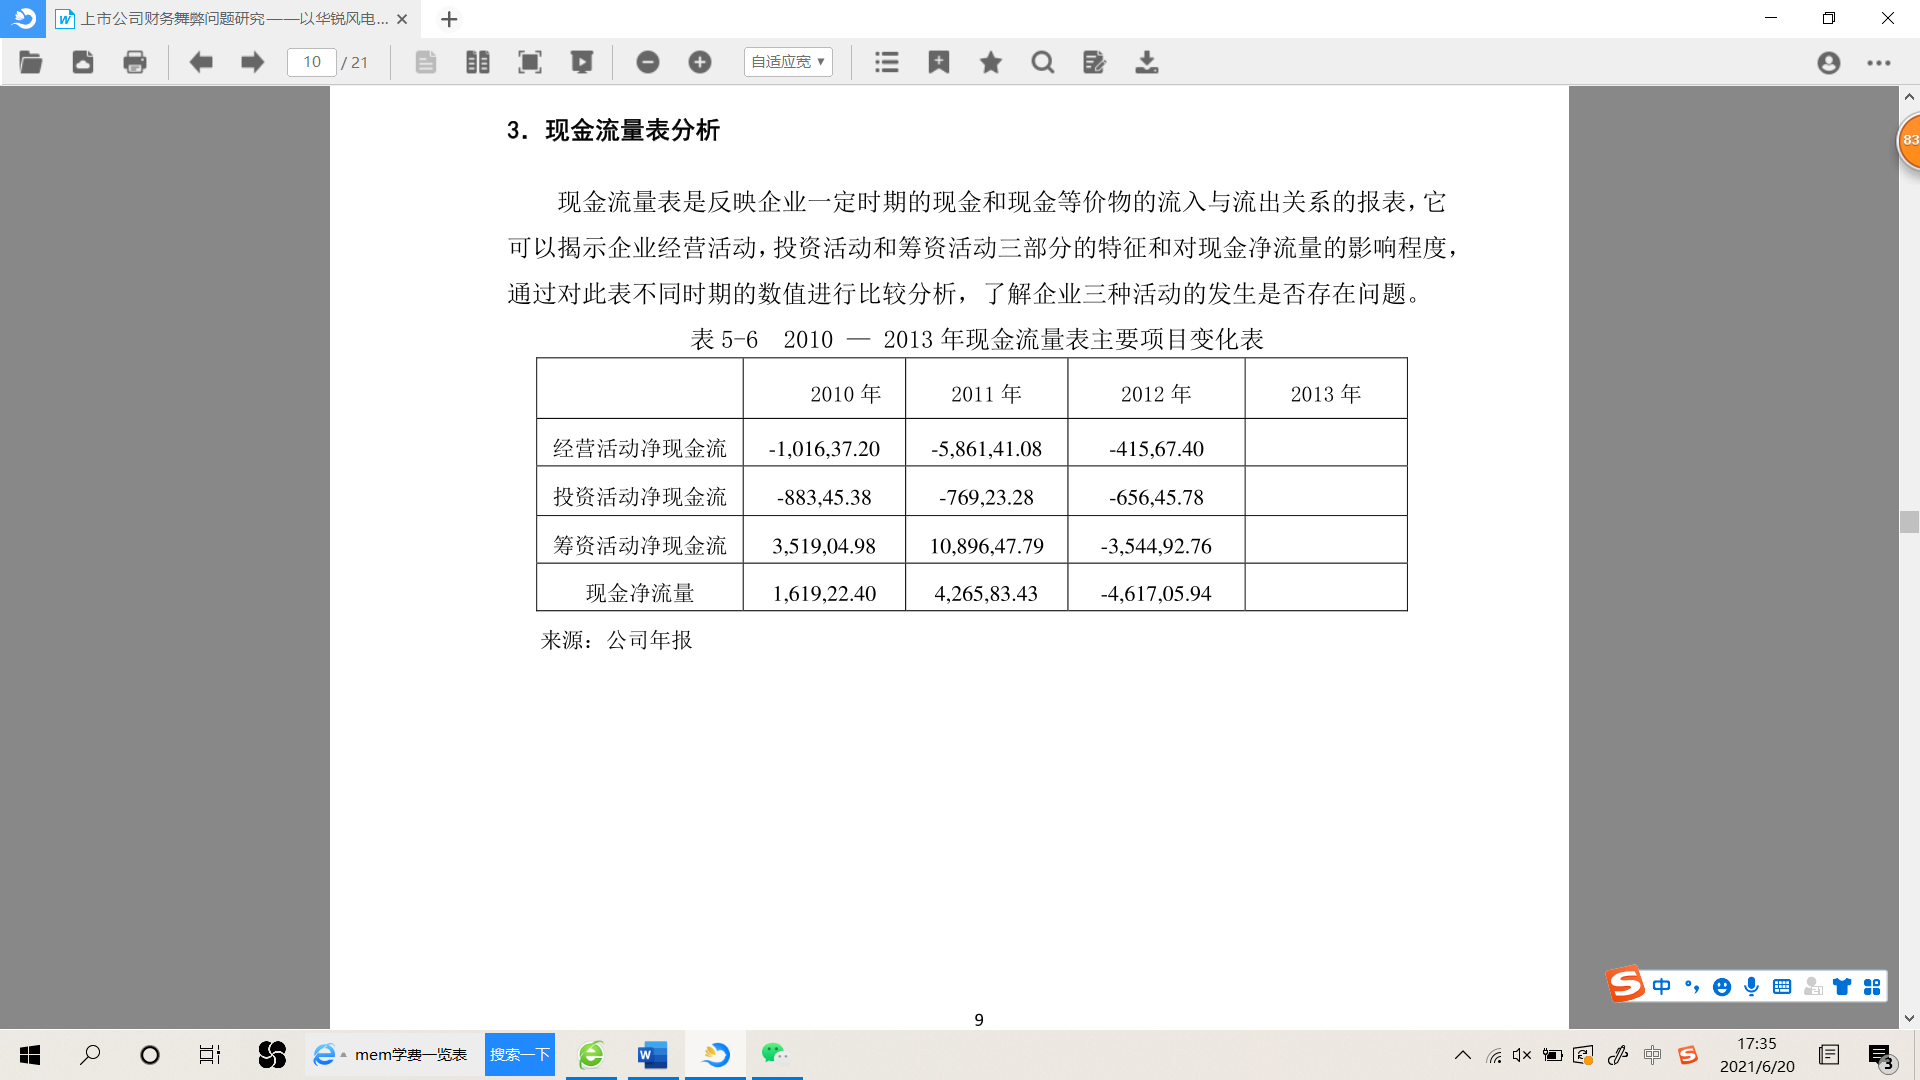 上市公司财务舞弊问题研究——以华锐风电...
10 / 21
自适应宽
83
3. 现金流量表分析
现金流量表是反映企业一定时期的现金和现金等价物的流入与流出关系的报表，它
可以揭示企业经营活动，投资活动和筹资活动三部分的特征和对现金净流量的影响程度，
通过对此表不同时期的数值进行比较分析，了解企业三种活动的发生是否存在问题。
表 5-6 2010 — 2013 年现金流量表主要项目变化表
2010 年 2011 年 2012 年 2013 年
经营活动净现金流 -1,016,37.20 -5,861,41.08 -415,67.40
投资活动净现金流 -883,45.38 -769,23.28 -656,45.78
筹资活动净现金流 3,519,04.98 10,896,47.79 -3,544,92.76
现金净流量 1,619,22.40 4,265,83.43 -4,617,05.94
来源：公司年报
中
9
mem学费一览表 搜索一下
中
17:35
2021/6/20
3